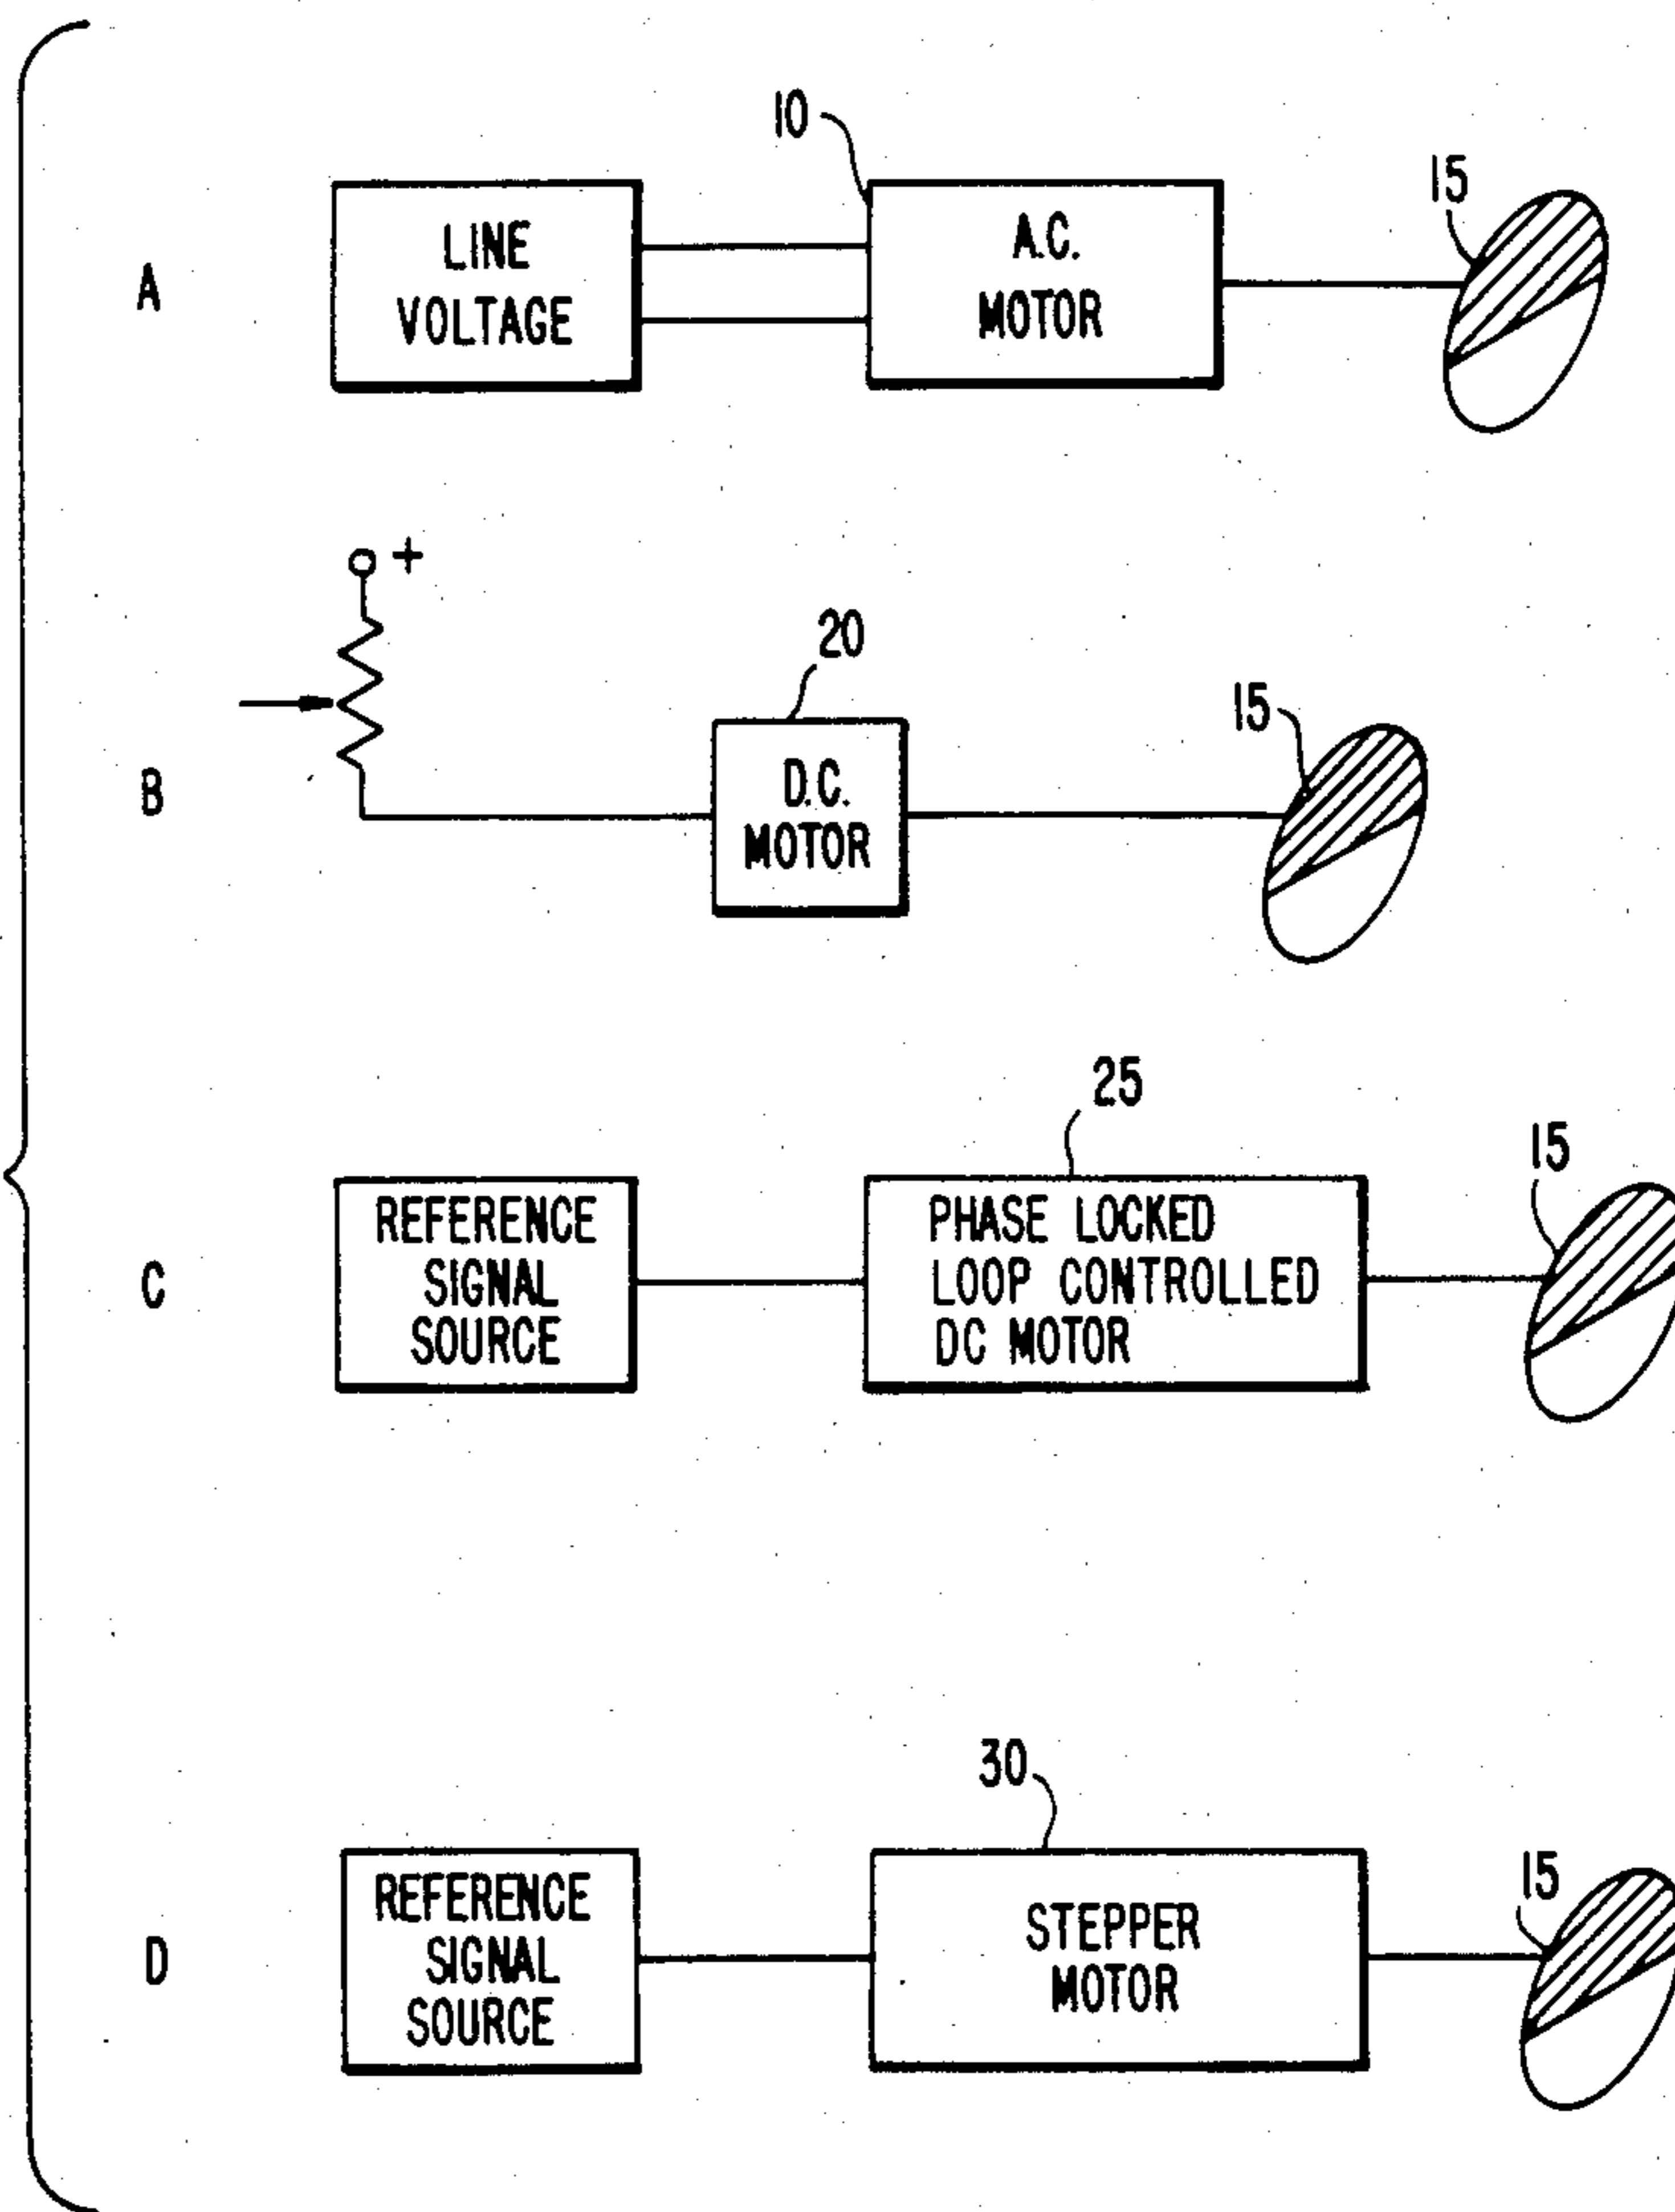 10
15
A
LINE
VOLTAGE
A.C.
MOTOR
+
20
15
B
D.C.
MOTOR
25
15
C
REFERENCE
SIGNAL
SOURCE
PHASE LOCKED
LOOP CONTROLLED
DC MOTOR
30
15
D
REFERENCE
SIGNAL
SOURCE
STEPPER
MOTOR